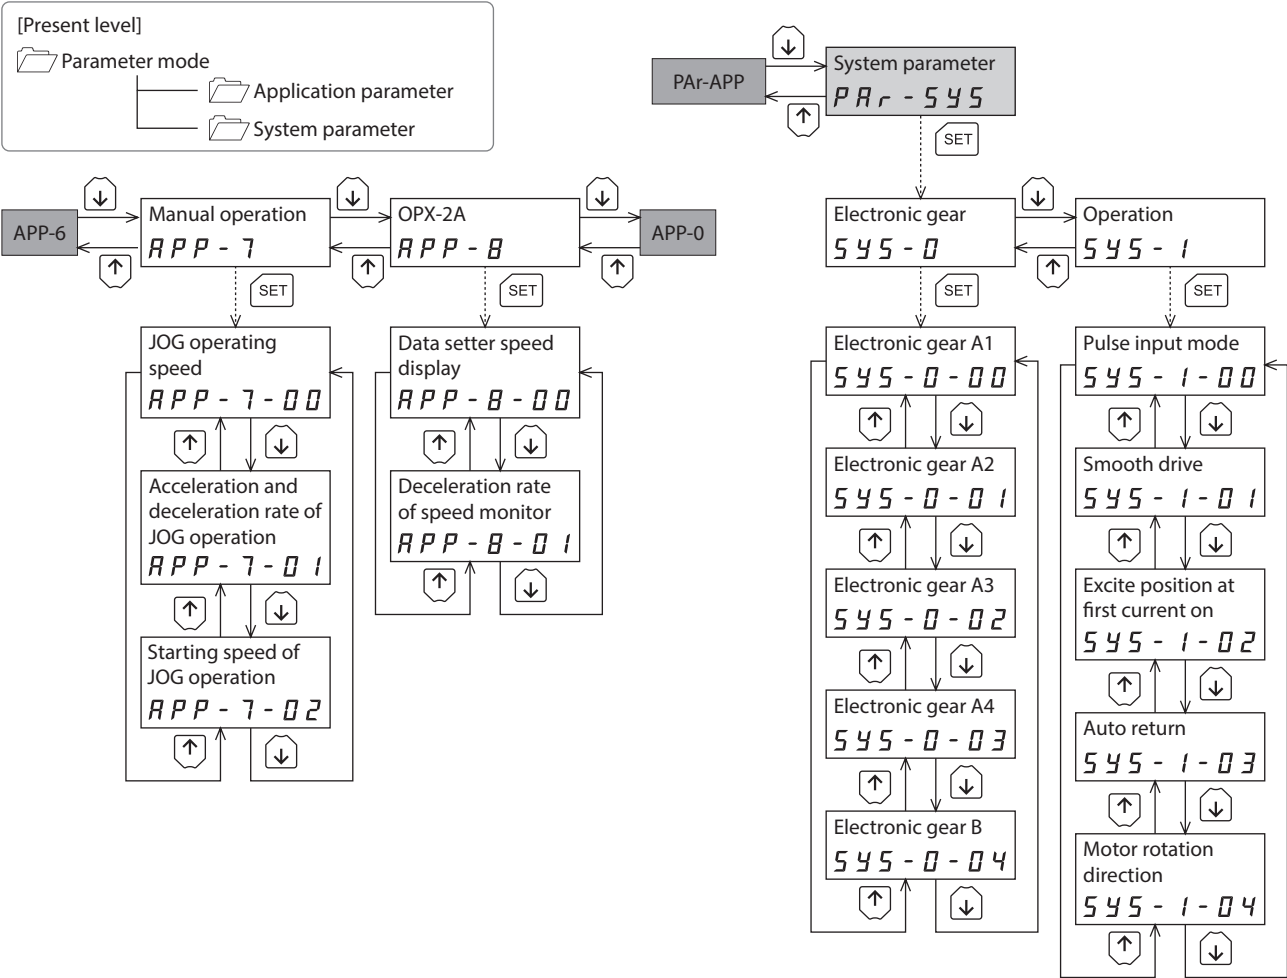 [Present level]
Parameter mode
Application parameter
System parameter
PAr-APP
System parameter
PAr-SYS
SET
APP-6
Manual operation
APP-7
OPX-2A
APP-8
APP-0
Electronic gear
SYS-0
Operation
SYS-1
SET
SET
SET
SET
JOG operating
speed
APP-7-00
Acceleration and
deceleration rate of
JOG operation
APP-7-01
Starting speed of
JOG operation
APP-7-02
Data setter speed
display
APP-8-00
Deceleration rate
of speed monitor
APP-8-01
Electronic gear A1
SYS-0-00
Electronic gear A2
SYS-0-01
Electronic gear A3
SYS-0-02
Electronic gear A4
SYS-0-03
Electronic gear B
SYS-0-04
Pulse input mode
SYS-1-00
Smooth drive
SYS-1-01
Excite position at
first current on
SYS-1-02
Auto return
SYS-1-03
Motor rotation
direction
SYS-1-04